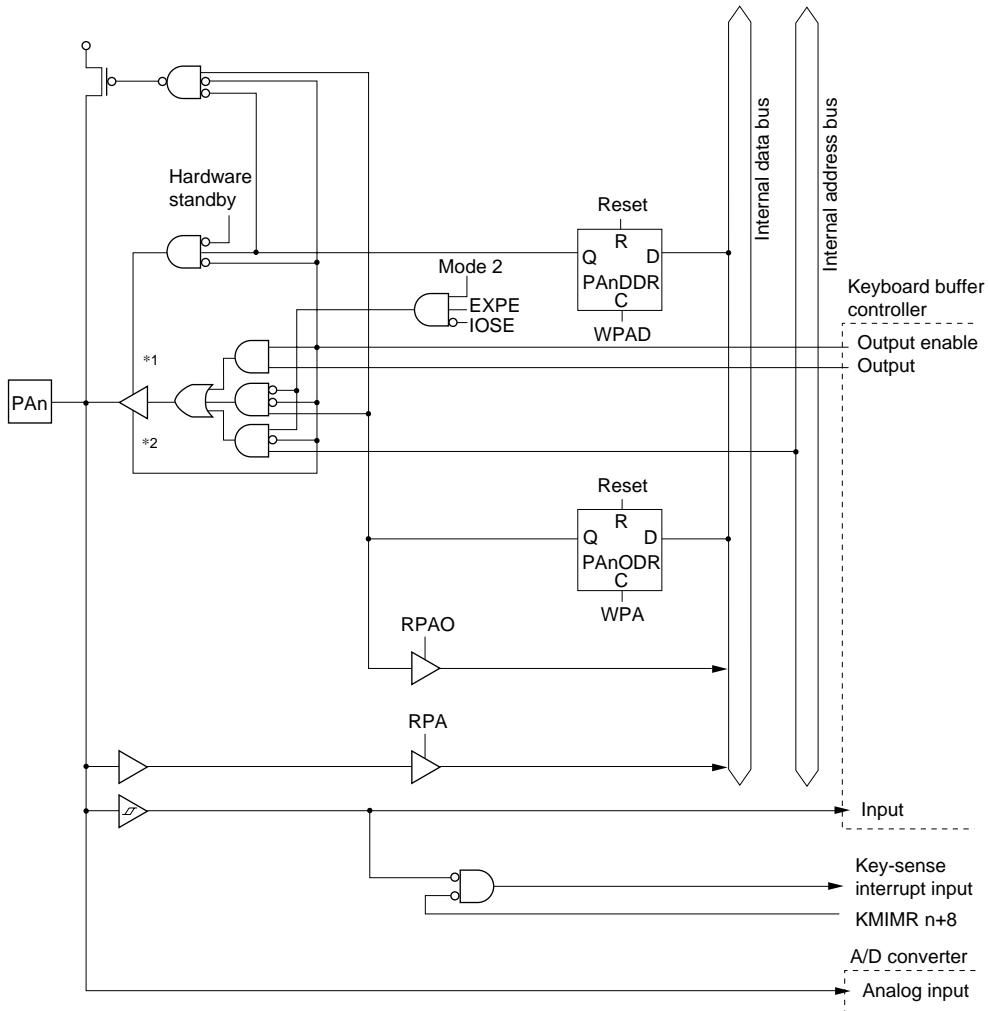 Internal data bus
Internal address bus
Hardware
standby
Reset
R
Q
D
PAnDDR
C
WPAD
Mode 2
EXPE
IOSE
Keyboard buffer
controller
Output enable
Output
*1
PAn
*2
Reset
R
Q
D
PAnODR
C
WPA
RPAO
RPA
Input
Key-sense
interrupt input
KMIMR n+8
A/D converter
Analog input